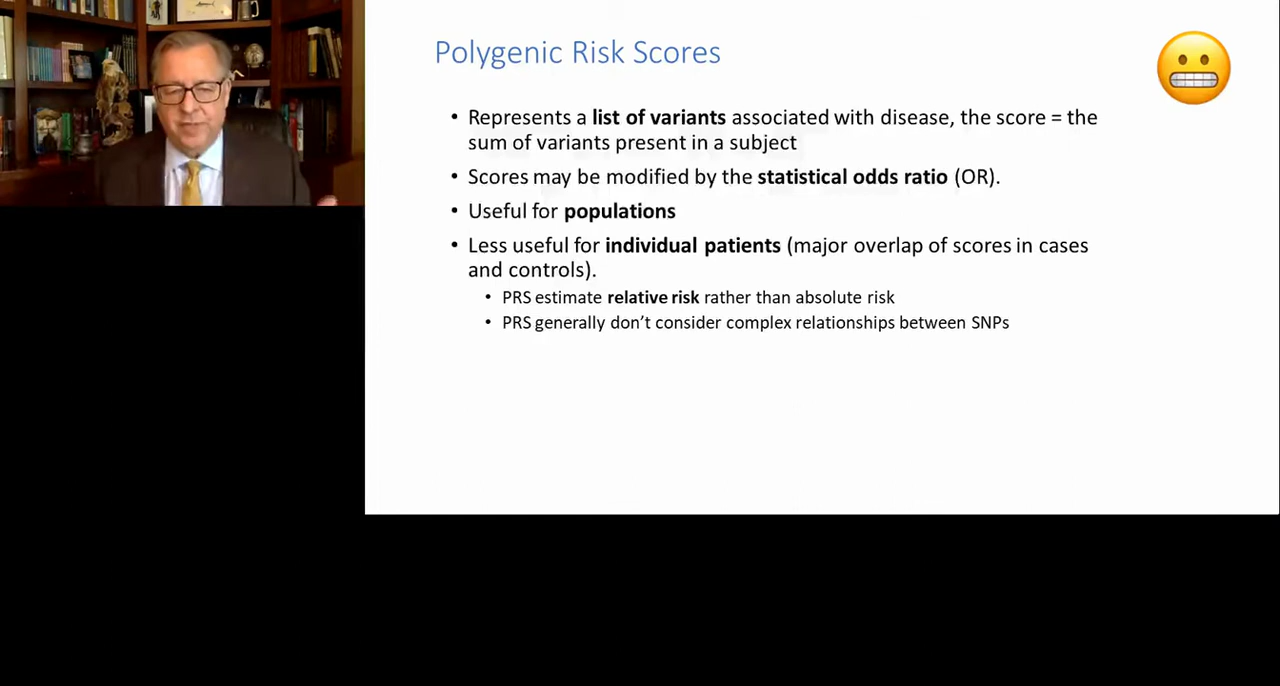 Polygenic Risk Scores
• Represents a list of variants associated with disease, the score = the
sum of variants present in a subject
• Scores may be modified by the statistical odds ratio (OR).
• Useful for populations
• Less useful for individual patients (major overlap of scores in cases
and controls).
• PRS estimate relative risk rather than absolute risk
• PRS generally don’t consider complex relationships between SNPs